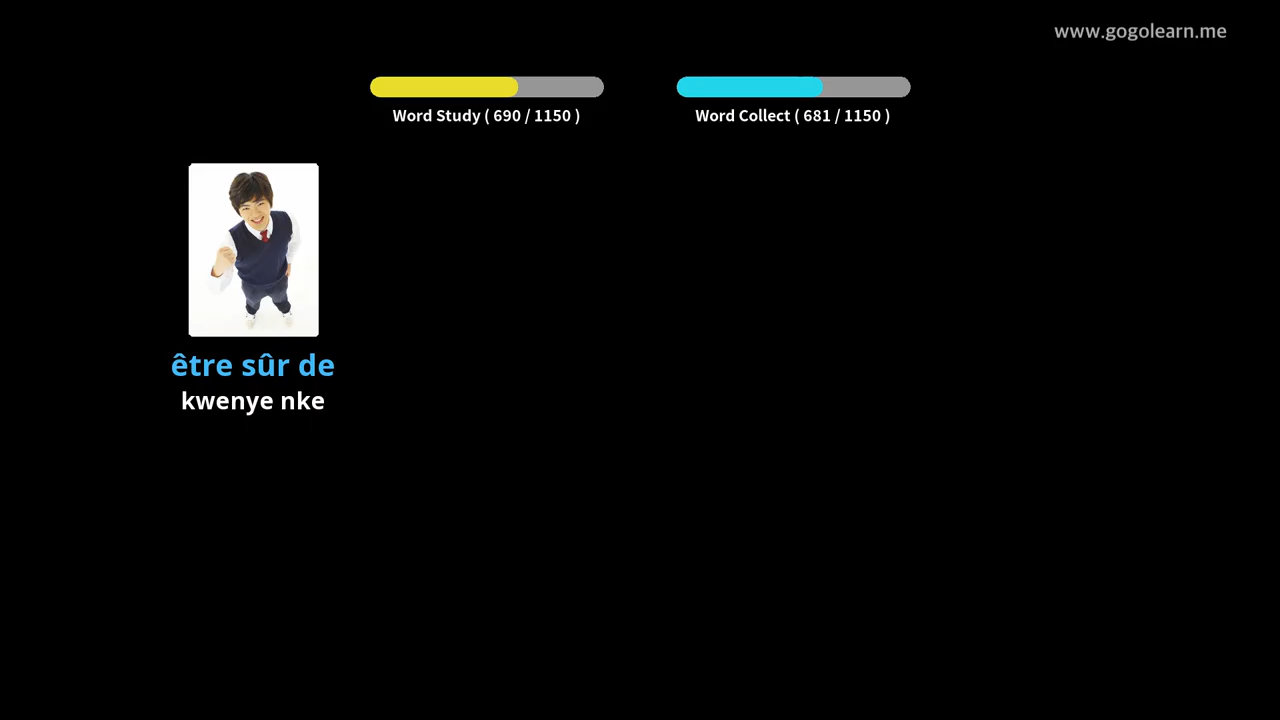 www.gogolearn.me
Word Study ( 690 / 1150 )
Word Collect ( 681 / 1150 )
être sûr de
kwenye nke